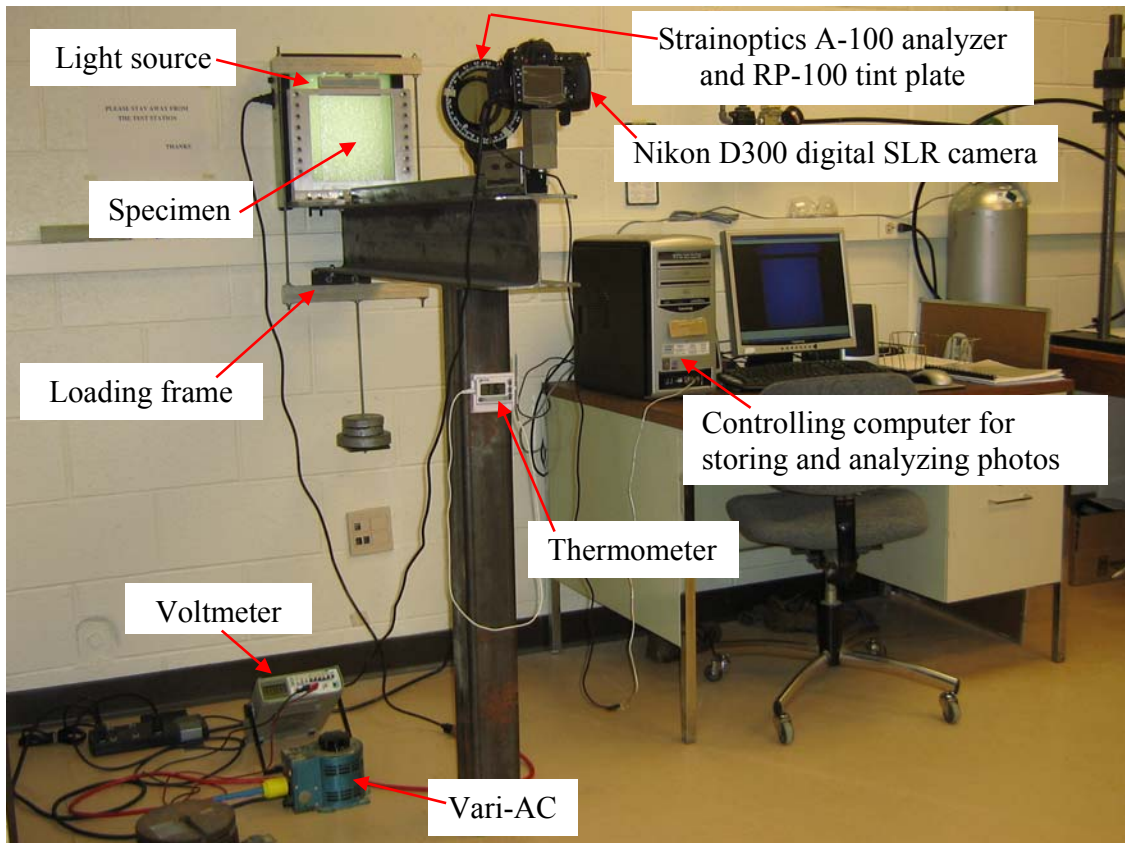 Light source
Strainoptics A-100 analyzer
and RP-100 tint plate
PLEASE STAY AWAY FROM
THE TEST STATION
THANKS
Nikon D300 digital SLR camera
Specimen
Loading frame
Controlling computer for
storing and analyzing photos
Thermometer
Voltmeter
Vari-AC